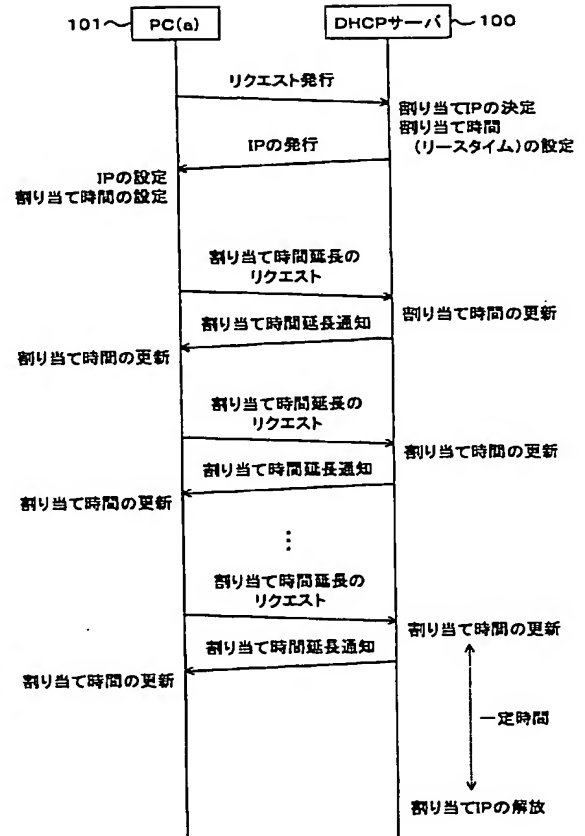 101 PC(a) DHCPサーバ 100
リクエスト発行
割り当てIPの決定
割り当て時間
(リースタイム)の設定
IPの発行
IPの設定
割り当て時間の設定
割り当て時間延長の
リクエスト
割り当て時間の更新
割り当て時間延長通知
割り当て時間の更新
割り当て時間延長の
リクエスト
割り当て時間の更新
割り当て時間延長通知
割り当て時間の更新
⋮
割り当て時間延長の
リクエスト
割り当て時間の更新
割り当て時間延長通知
割り当て時間の更新
一定時間
割り当てIPの解放